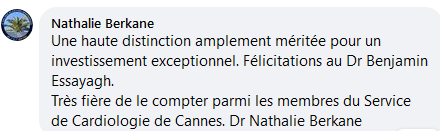 Nathalie Berkane
Une haute distinction amplement méritée pour un
investissement exceptionnel. Félicitations au Dr Benjamin
Essayagh.
Très fière de le compter parmi les membres du Service
de Cardiologie de Cannes. Dr Nathalie Berkane